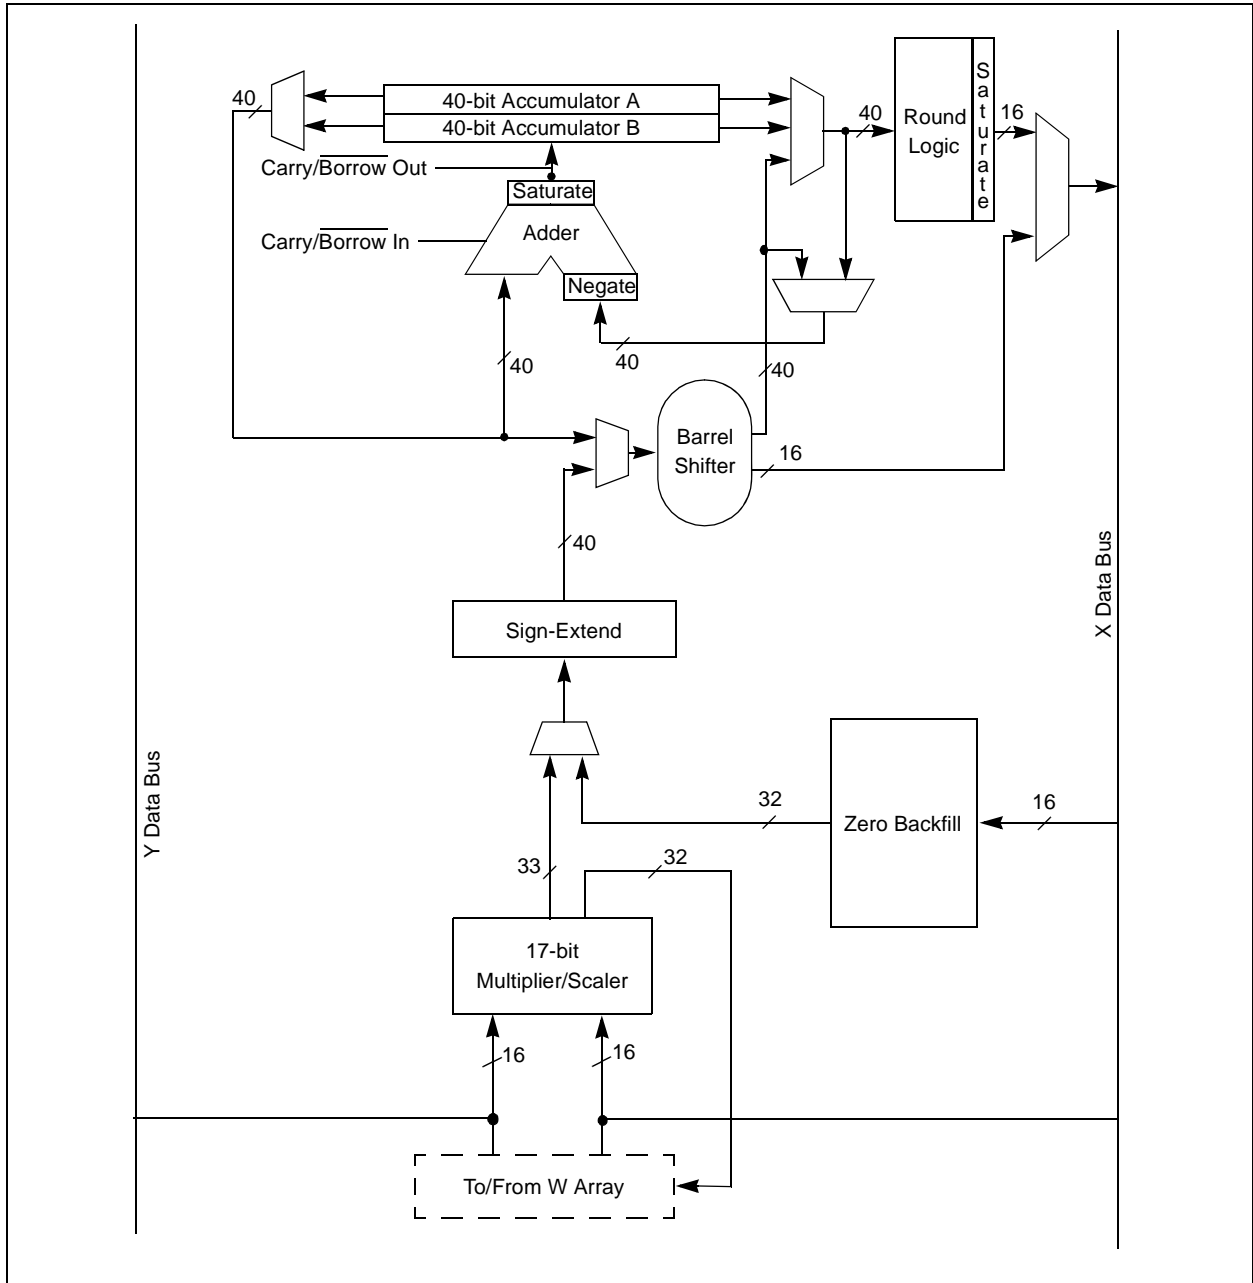 40
40-bit Accumulator A
40-bit Accumulator B
40
Round
Logic
Saturate
16
Carry/Borrow Out
Saturate
Carry/Borrow In
Adder
Negate
40
40
40
Barrel
Shifter
16
40
X Data Bus
Sign-Extend
Y Data Bus
32
Zero Backfill
16
33
32
17-bit
Multiplier/Scaler
16
16
To/From W Array